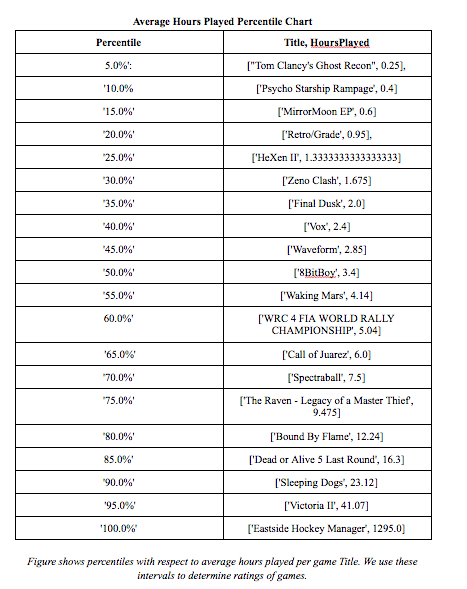 Average Hours Played Percentile Chart
Percentile Title, HoursPlayed
5.0%': ["Tom Clancy's Ghost Recon", 0.25],
'10.0% ['Psycho Starship Rampage', 0.4]
'15.0%' ['MirrorMoon EP', 0.6]
'20.0%' ['Retro/Grade', 0.95],
'25.0%' ['HeXen II', 1.3333333333333333]
'30.0%' ['Zeno Clash', 1.675]
'35.0%' ['Final Dusk', 2.0]
'40.0%' ['Vox', 2.4]
'45.0%' ['Waveform', 2.85]
'50.0%' ['8BitBoy', 3.4]
'55.0%' ['Waking Mars', 4.14]
60.0%' ['WRC 4 FIA WORLD RALLY
CHAMPIONSHIP', 5.04]
'65.0%' ['Call of Juarez', 6.0]
'70.0%' ['Spectraball', 7.5]
'75.0%' ['The Raven - Legacy of a Master Thief',
9.475]
'80.0%' ['Bound By Flame', 12.24]
85.0%' ['Dead or Alive 5 Last Round', 16.3]
'90.0%' ['Sleeping Dogs', 23.12]
'95.0%' ['Victoria II', 41.07]
'100.0%' ['Eastside Hockey Manager', 1295.0]
Figure shows percentiles with respect to average hours played per game Title. We use these
intervals to determine ratings of games.